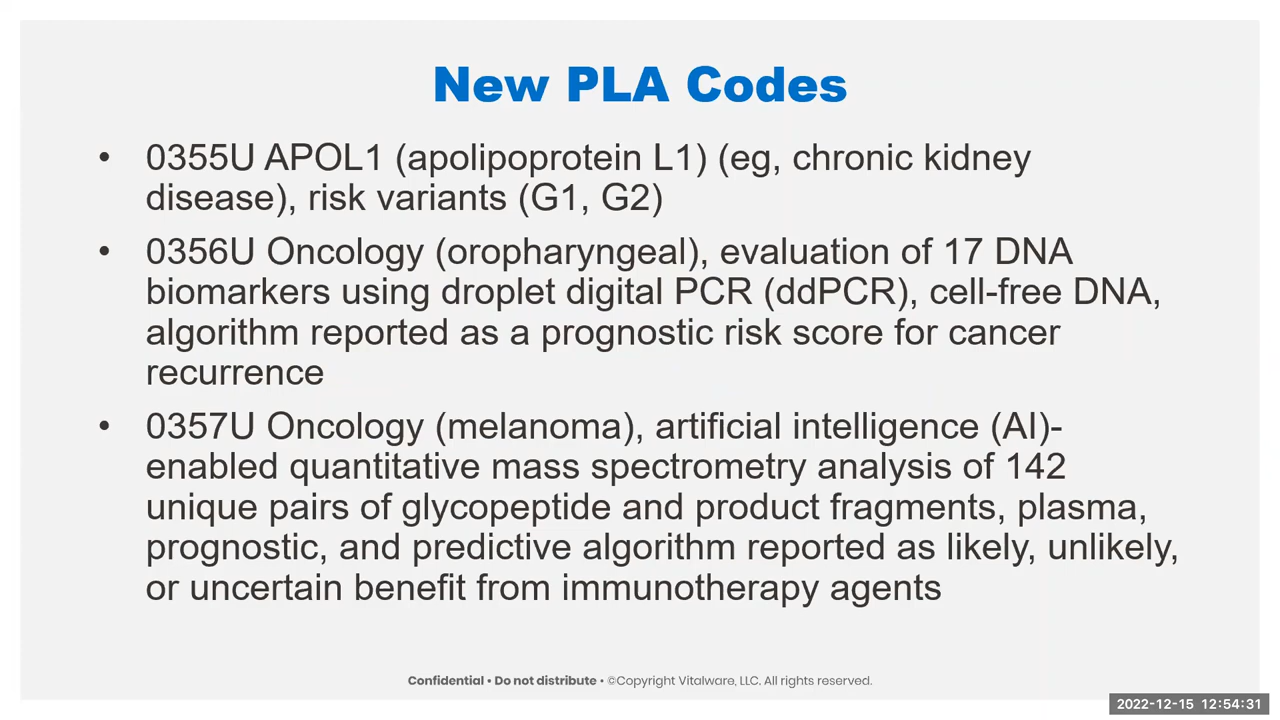 New PLA Codes
• 0355U APOL1 (apolipoprotein L1) (eg, chronic kidney
disease), risk variants (G1, G2)
• 0356U Oncology (oropharyngeal), evaluation of 17 DNA
biomarkers using droplet digital PCR (ddPCR), cell-free DNA,
algorithm reported as a prognostic risk score for cancer
recurrence
• 0357U Oncology (melanoma), artificial intelligence (AI)-
enabled quantitative mass spectrometry analysis of 142
unique pairs of glycopeptide and product fragments, plasma,
prognostic, and predictive algorithm reported as likely, unlikely,
or uncertain benefit from immunotherapy agents
Confidential • Do not distribute • ©Copyright Vitalware, LLC. All rights reserved.
2022-12-15 12:54:31